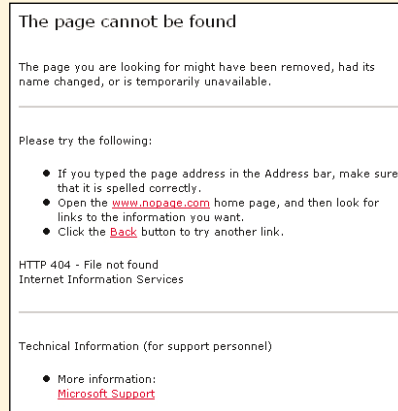 The page cannot be found
The page you are looking for might have been removed, had its
name changed, or is temporarily unavailable.
Please try the following:
● If you typed the page address in the Address bar, make sure
that it is spelled correctly.
● Open the www.nopage.com home page, and then look for
links to the information you want.
● Click the Back button to try another link.
HTTP 404 - File not found
Internet Information Services
Technical Information (for support personnel)
● More information:
Microsoft Support